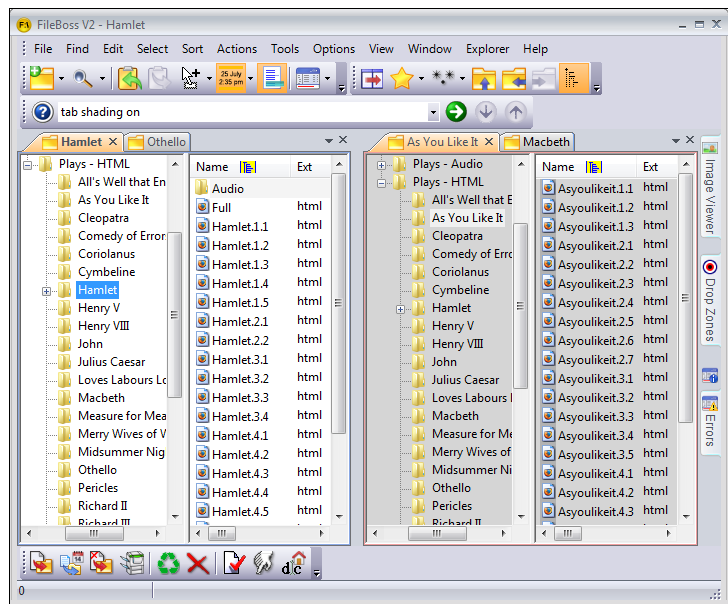 FileBoss V2 - Hamlet
File Find Edit Select Sort Actions Tools Options View Window Explorer Help
25 July
2:35 pm
tab shading on
Hamlet
Othello
Plays - HTML
All's Well that En
As You Like It
Cleopatra
Comedy of Error
Coriolanus
Cymbeline
Hamlet
Henry V
Henry VIII
John
Julius Caesar
Loves Labours Lo
Macbeth
Measure for Mea
Merry Wives of W
Midsummer Nig
Othello
Pericles
Richard II
Richard III
Name Ext
Audio
Full html
Hamlet.1.1 html
Hamlet.1.2 html
Hamlet.1.3 html
Hamlet.1.4 html
Hamlet.1.5 html
Hamlet.2.1 html
Hamlet.2.2 html
Hamlet.3.1 html
Hamlet.3.2 html
Hamlet.3.3 html
Hamlet.3.4 html
Hamlet.4.1 html
Hamlet.4.2 html
Hamlet.4.3 html
Hamlet.4.4 html
Hamlet.4.5 html
As You Like It
Macbeth
Plays - Audio
Plays - HTML
All's Well that E
As You Like It
Cleopatra
Comedy of Erro
Coriolanus
Cymbeline
Hamlet
Henry V
Henry VIII
John
Julius Caesar
Loves Labours
Macbeth
Measure for Me
Merry Wives of
Midsummer Ni
Othello
Pericles
Richard II
Name Ext
Asyoulikeit.1.1 html
Asyoulikeit.1.2 html
Asyoulikeit.1.3 html
Asyoulikeit.2.1 html
Asyoulikeit.2.2 html
Asyoulikeit.2.3 html
Asyoulikeit.2.4 html
Asyoulikeit.2.5 html
Asyoulikeit.2.6 html
Asyoulikeit.2.7 html
Asyoulikeit.3.1 html
Asyoulikeit.3.2 html
Asyoulikeit.3.3 html
Asyoulikeit.3.4 html
Asyoulikeit.3.5 html
Asyoulikeit.4.1 html
Asyoulikeit.4.2 html
Asyoulikeit.4.3 html
Image Viewer
Drop Zones
Errors
0